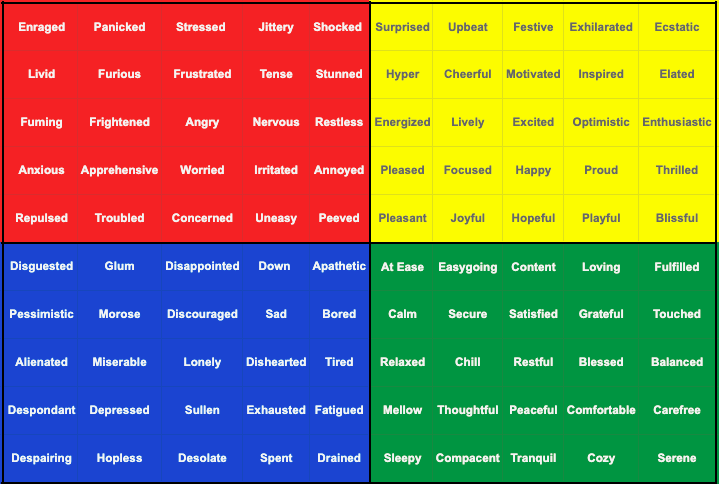 Enraged Panicked Stressed Jittery Shocked Surprised Upbeat Festive Exhilarated Ecstatic
Livid Furious Frustrated Tense Stunned Hyper Cheerful Motivated Inspired Elated
Fuming Frightened Angry Nervous Restless Energized Lively Excited Optimistic Enthusiastic
Anxious Apprehensive Worried Irritated Annoyed Pleased Focused Happy Proud Thrilled
Repulsed Troubled Concerned Uneasy Peeved Pleasant Joyful Hopeful Playful Blissful
Disguested Glum Disappointed Down Apathetic At Ease Easygoing Content Loving Fulfilled
Pessimistic Morose Discouraged Sad Bored Calm Secure Satisfied Grateful Touched
Alienated Miserable Lonely Dishearted Tired Relaxed Chill Restful Blessed Balanced
Despondant Depressed Sullen Exhausted Fatigued Mellow Thoughtful Peaceful Comfortable Carefree
Despairing Hopless Desolate Spent Drained Sleepy Compacent Tranquil Cozy Serene